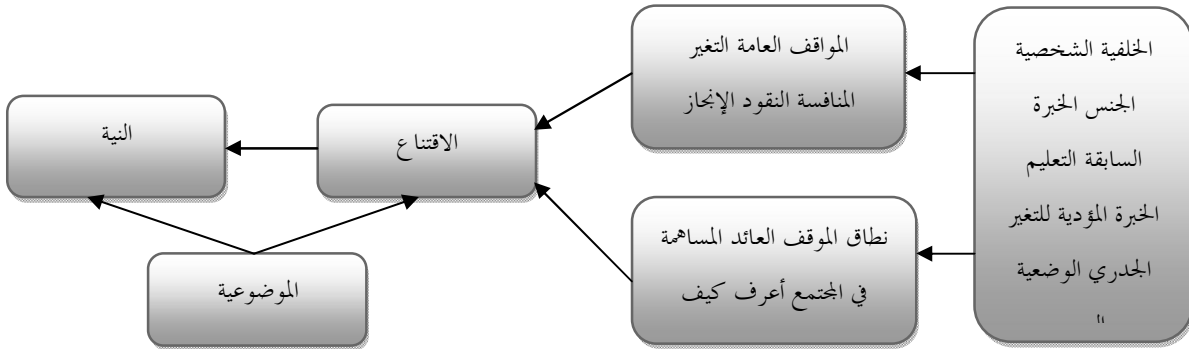 الخلفية الشخصية
الجنس الخبرة
السابقة التعليم
الخبرة المؤدية للتغير
الجدري الوضعية
المواقف العامة التغير
المنافسة النقود الإنجاز
نطاق الموقف العائد المساهمة
في المجتمع أعرف كيف
الاقتناع
النية
الموضوعية